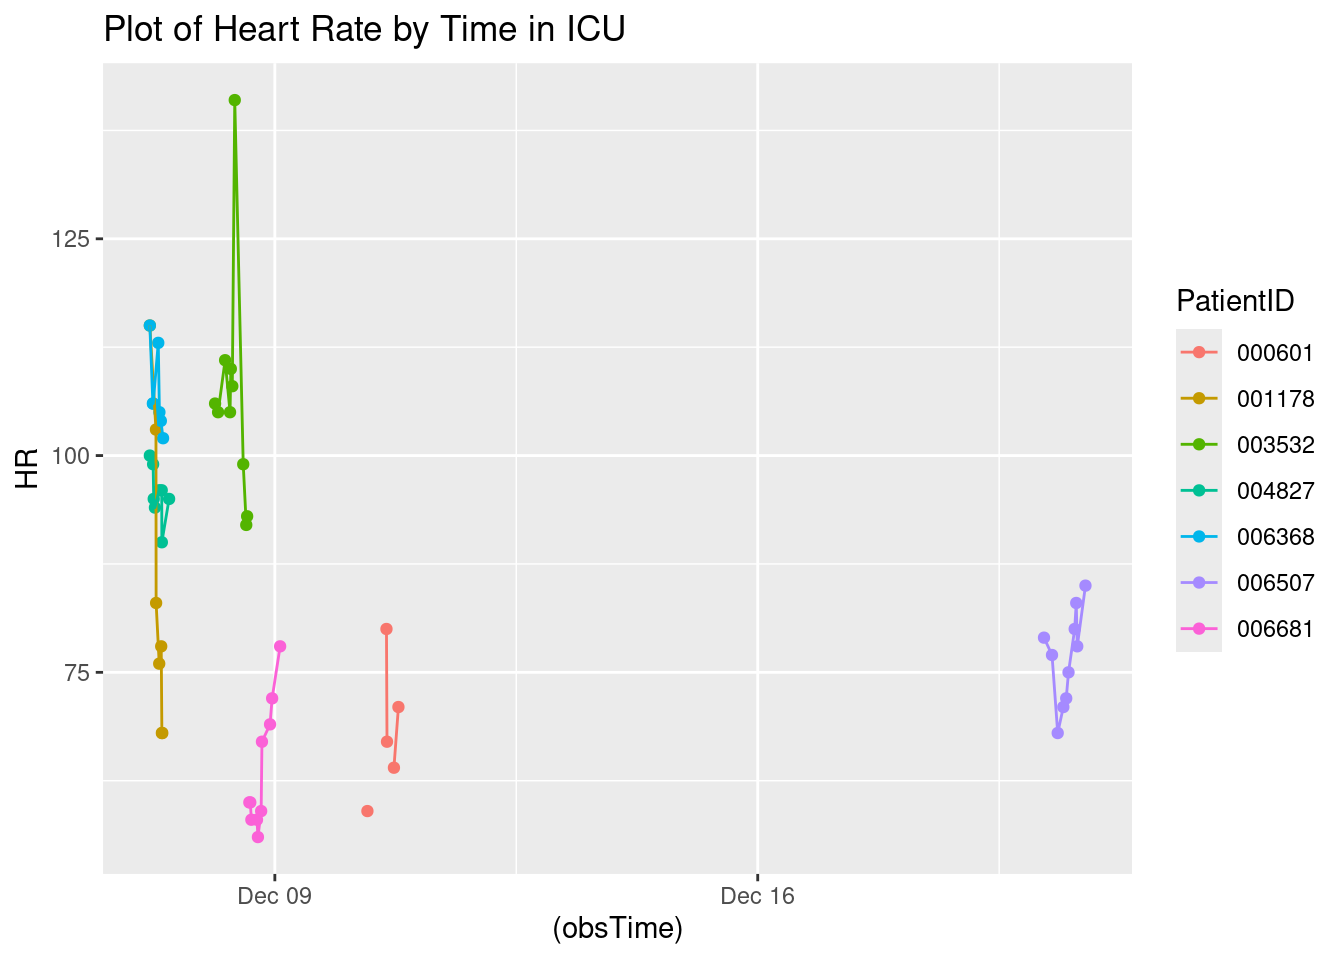 Plot of Heart Rate by Time in ICU
HR
125
100
75
Dec 09
Dec 16
(obsTime)
PatientID
000601
001178
003532
004827
006368
006507
006681